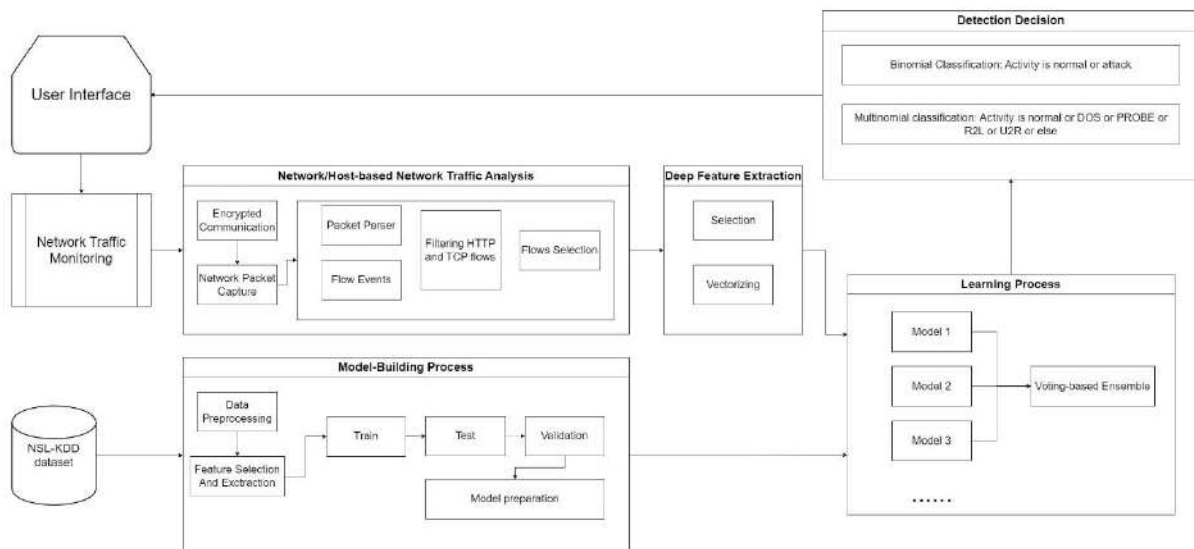 Detection Decision
Binomial Classification: Activity is normal or attack
Multinomial classification: Activity is normal or DOS or PROBE or
R2L or U2R or else
User Interface
Network Traffic
Monitoring
Network/Host-based Network Traffic Analysis
Encrypted
Communication
Network Packet
Capture
Packet Perser
Flow Events
Filtering HTTP
and TCP flows
Flows Selection
Deep Feature Extraction
Selection
Vectorizing
Learning Process
Model 1
Model 2
Model 3
......
Voting-based Ensemble
NSL-KDD
dataset
Model-Building Process
Data
Preprocessing
Feature Selection
And Exctraction
Train
Test
Validation
Model preparation